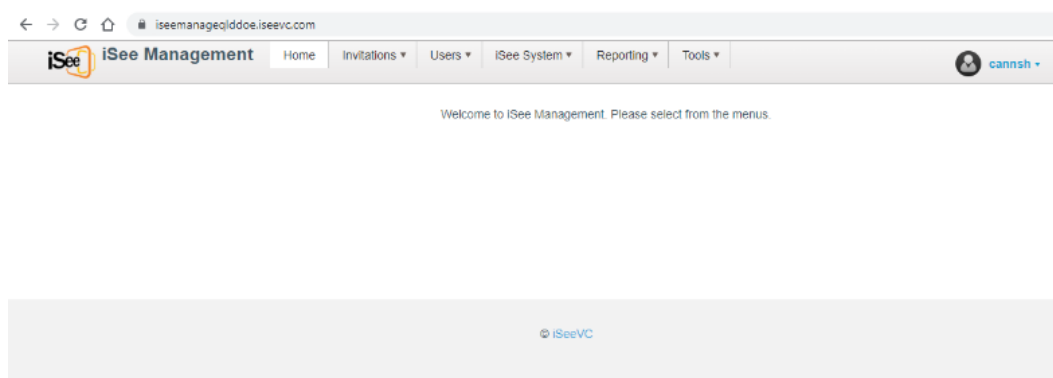 iseemanageqlddoe.iseevc.com
iSee iSee Management Home Invitations ▾ Users ▾ iSee System ▾ Reporting ▾ Tools ▾ cannsh ▾
Welcome to iSee Management. Please select from the menus.
© iSeeVC